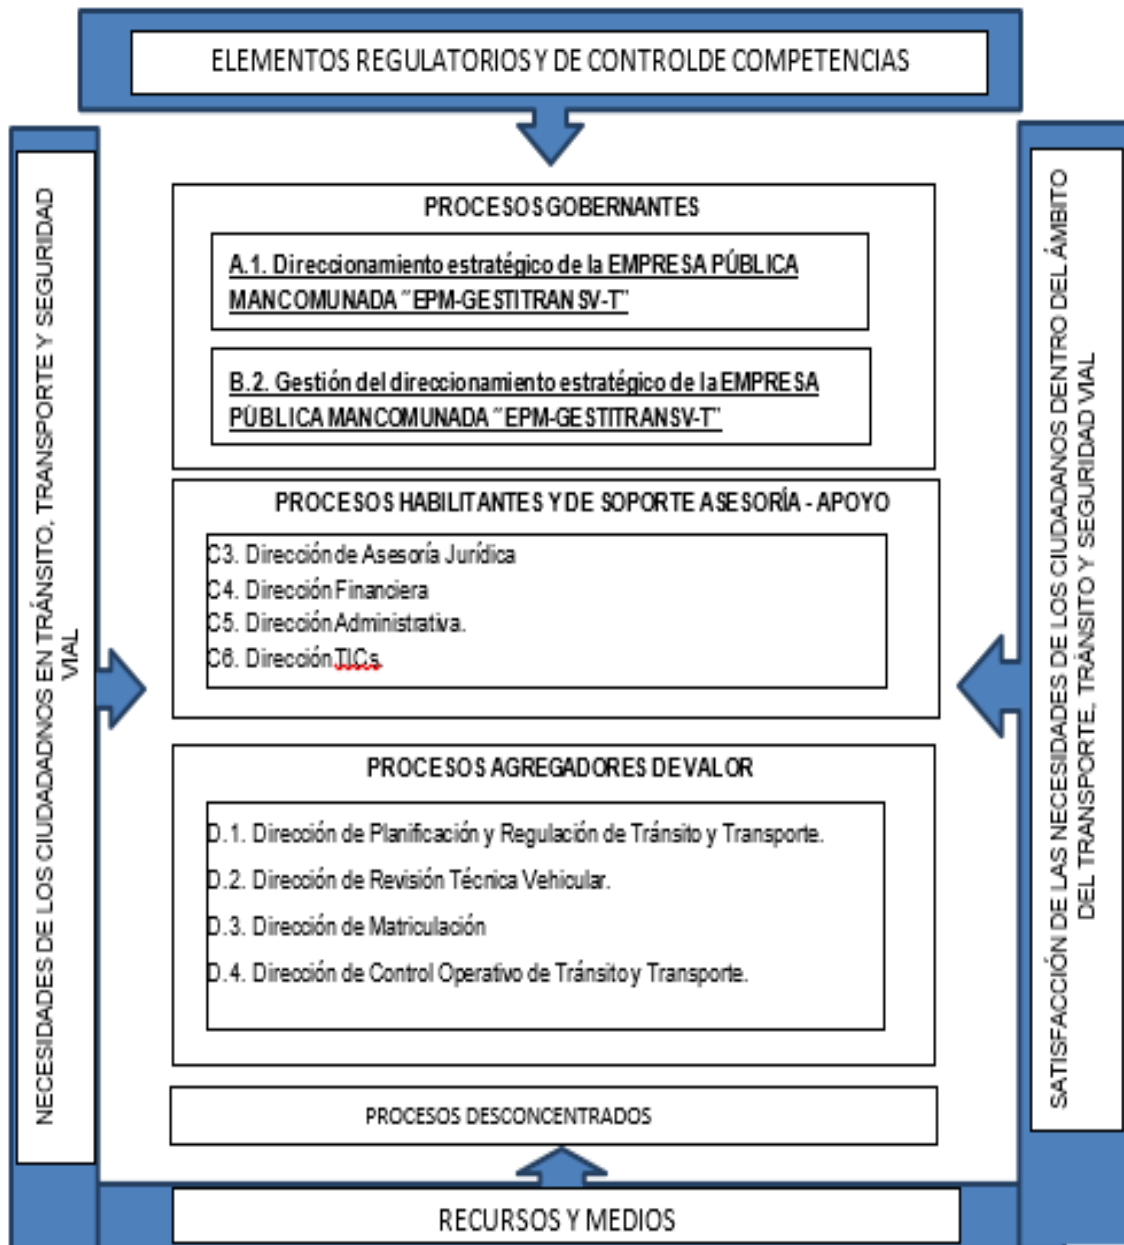 ELEMENTOS REGULATORIOS Y DE CONTROLDE COMPETENCIAS
NECESIDADES DE LOS CIUDADADNOS EN TRÁNSITO, TRANSPORTE Y SEGURIDAD
VIAL
PROCESOS GOBERNANTES
A.1. Direccionamiento estratégico de la EMPRESA PÚBLICA
MANCOMUNADA ˝EPM-GESTITRANSV-T¨
B.2. Gestión del direccionamiento estratégico de la EMPRESA
PÚBLICA MANCOMUNADA ˝EPM-GESTITRANSV-T¨
PROCESOS HABILITANTES Y DE SOPORTE ASESORÍA - APOYO
C3. Dirección de Asesoría Jurídica
C4. Dirección Financiera
C5. Dirección Administrativa.
C6. Dirección TICs
PROCESOS AGREGADORES DE VALOR
D.1. Dirección de Planificación y Regulación de Tránsito y Transporte.
D.2. Dirección de Revisión Técnica Vehicular.
D.3. Dirección de Matriculación
D.4. Dirección de Control Operativo de Tránsito y Transporte.
PROCESOS DESCONCENTRADOS
SATISFACCIÓN DE LAS NECESIDADES DE LOS CIUDADANOS DENTRO DEL ÁMBITO
DEL TRANSPORTE, TRÁNSITO Y SEGURIDAD VIAL
RECURSOS Y MEDIOS